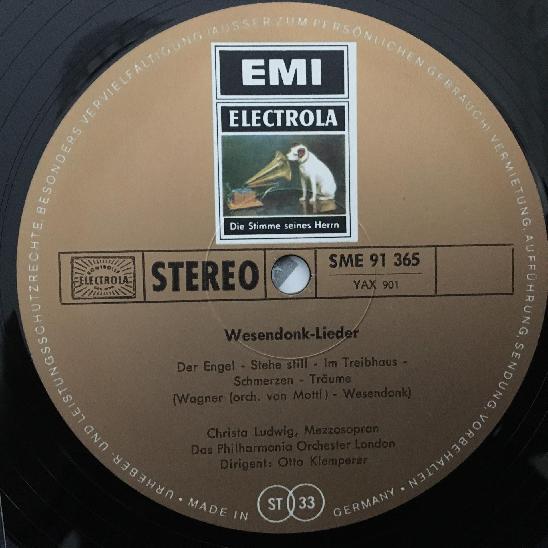 EMI
ELECTROLA
Die Stimme seines Herrn
ELECTROLA
STEREO
SME 91 365
YAX 901
Wesendonk-Lieder
Der Engel - Stehe still - Im Treibhaus -
Schmerzen - Träume
(Wagner (orch. von Mottl) - Wesendonk)
Christa Ludwig, Mezzosopran
Das Philharmonia Orchester London
Dirigent: Otto Klemperer
URHEBER- UND LEISTUNGSSCHUTZRECHTE, BESONDERS VERVIELFÄLTIGUNG (AUSSER ZUM PERSÖNLICHEN GEBRAUCH), VERMIETUNG, AUFFÜHRUNG, SENDUNG, VORBEHALTEN •
• MADE IN GERMANY •
ST 33